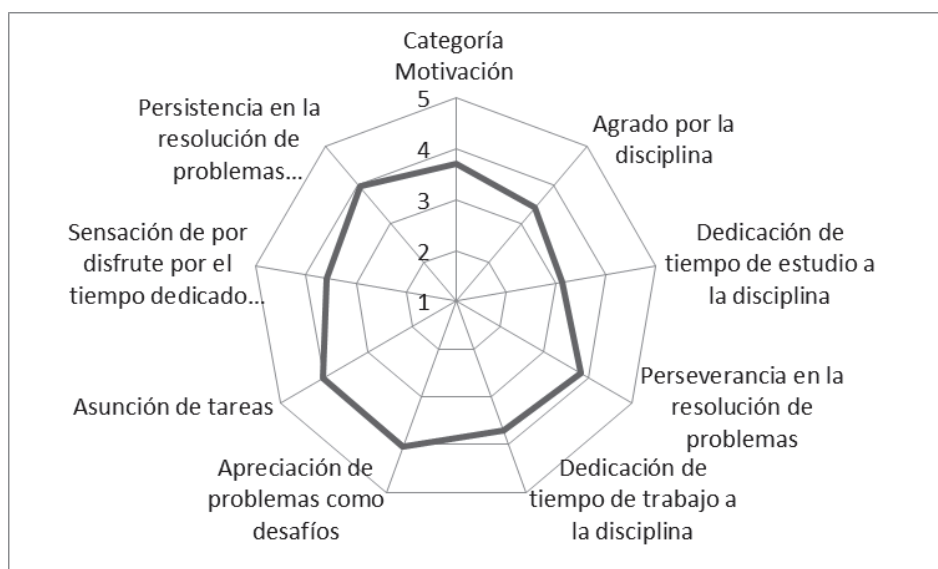 Categoría
Motivación
Agrado por la
disciplina
Dedicación de
tiempo de estudio a
la disciplina
Perseverancia en la
resolución de
problemas
Dedicación de
tiempo de trabajo a
la disciplina
Apreciación de
problemas como
desafíos
Asunción de tareas
Sensación de por
disfrute por el
tiempo dedicado...
Persistencia en la
resolución de
problemas...
5
4
3
2
1